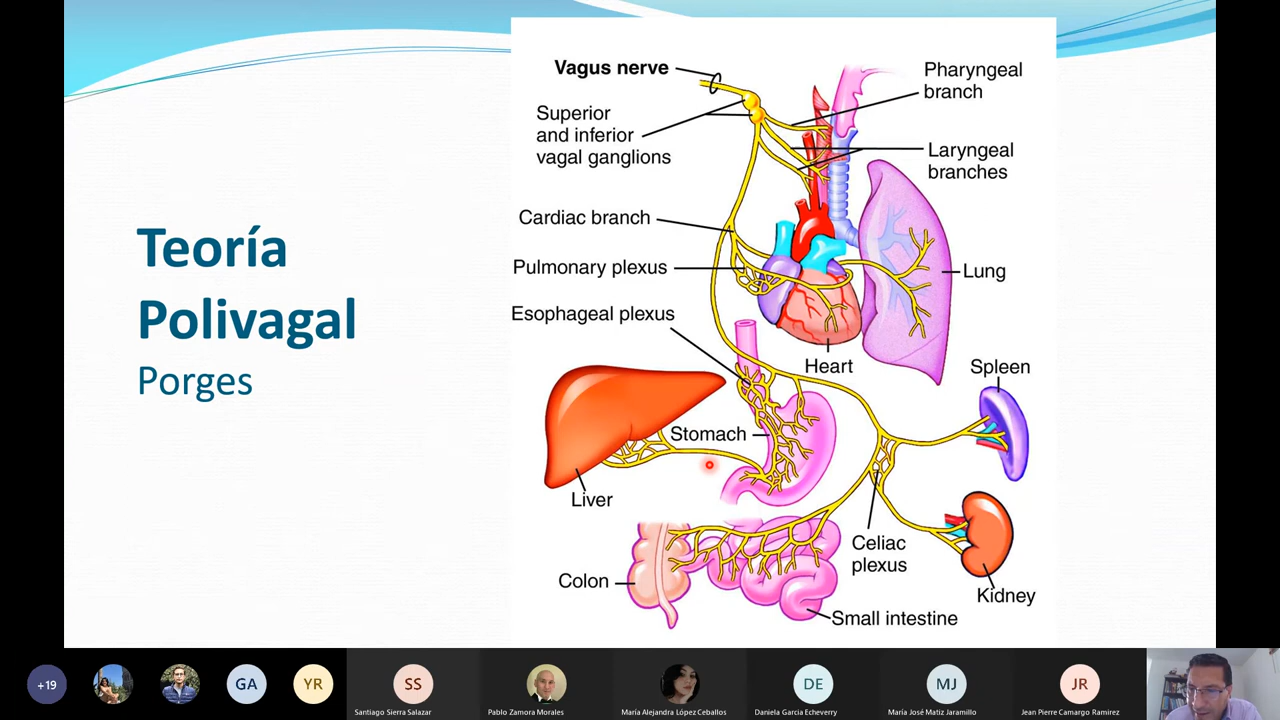 Teoría
Polivagal
Porges
Vagus nerve
Superior
and inferior
vagal ganglions
Pharyngeal
branch
Laryngeal
branches
Cardiac branch
Pulmonary plexus
Esophageal plexus
Lung
Heart
Spleen
Stomach
Liver
Celiac
plexus
Colon
Kidney
Small intestine
+19
GA
YR
SS
Santiago Sierra Salazar
Pablo Zamora Morales
María Alejandra López Ceballos
DE
Daniela Garcia Echeverry
MJ
María José Matiz Jaramillo
JR
Jean Pierre Camargo Ramirez